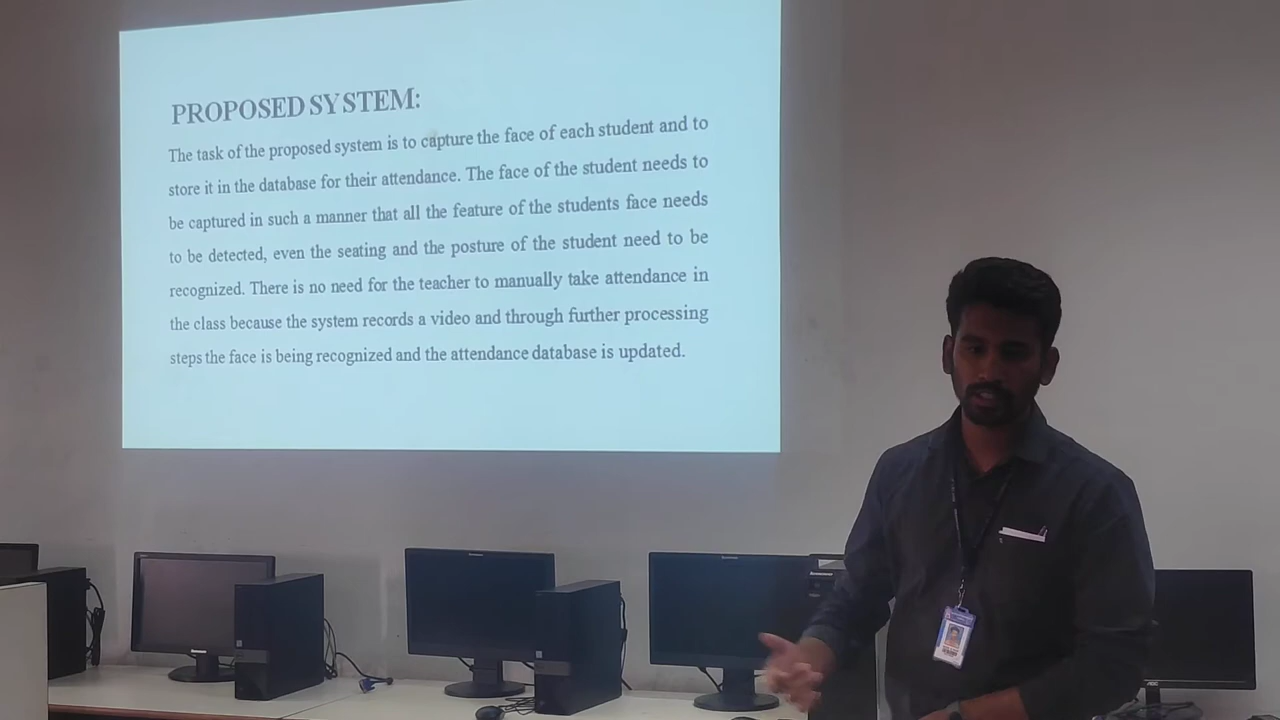 PROPOSED SYSTEM:
The task of the proposed system is to capture the face of each student and to
store it in the database for their attendance. The face of the student needs to
be captured in such a manner that all the feature of the students face needs
to be detected, even the seating and the posture of the student need to be
recognized. There is no need for the teacher to manually take attendance in
the class because the system records a video and through further processing
steps the face is being recognized and the attendance database is updated.